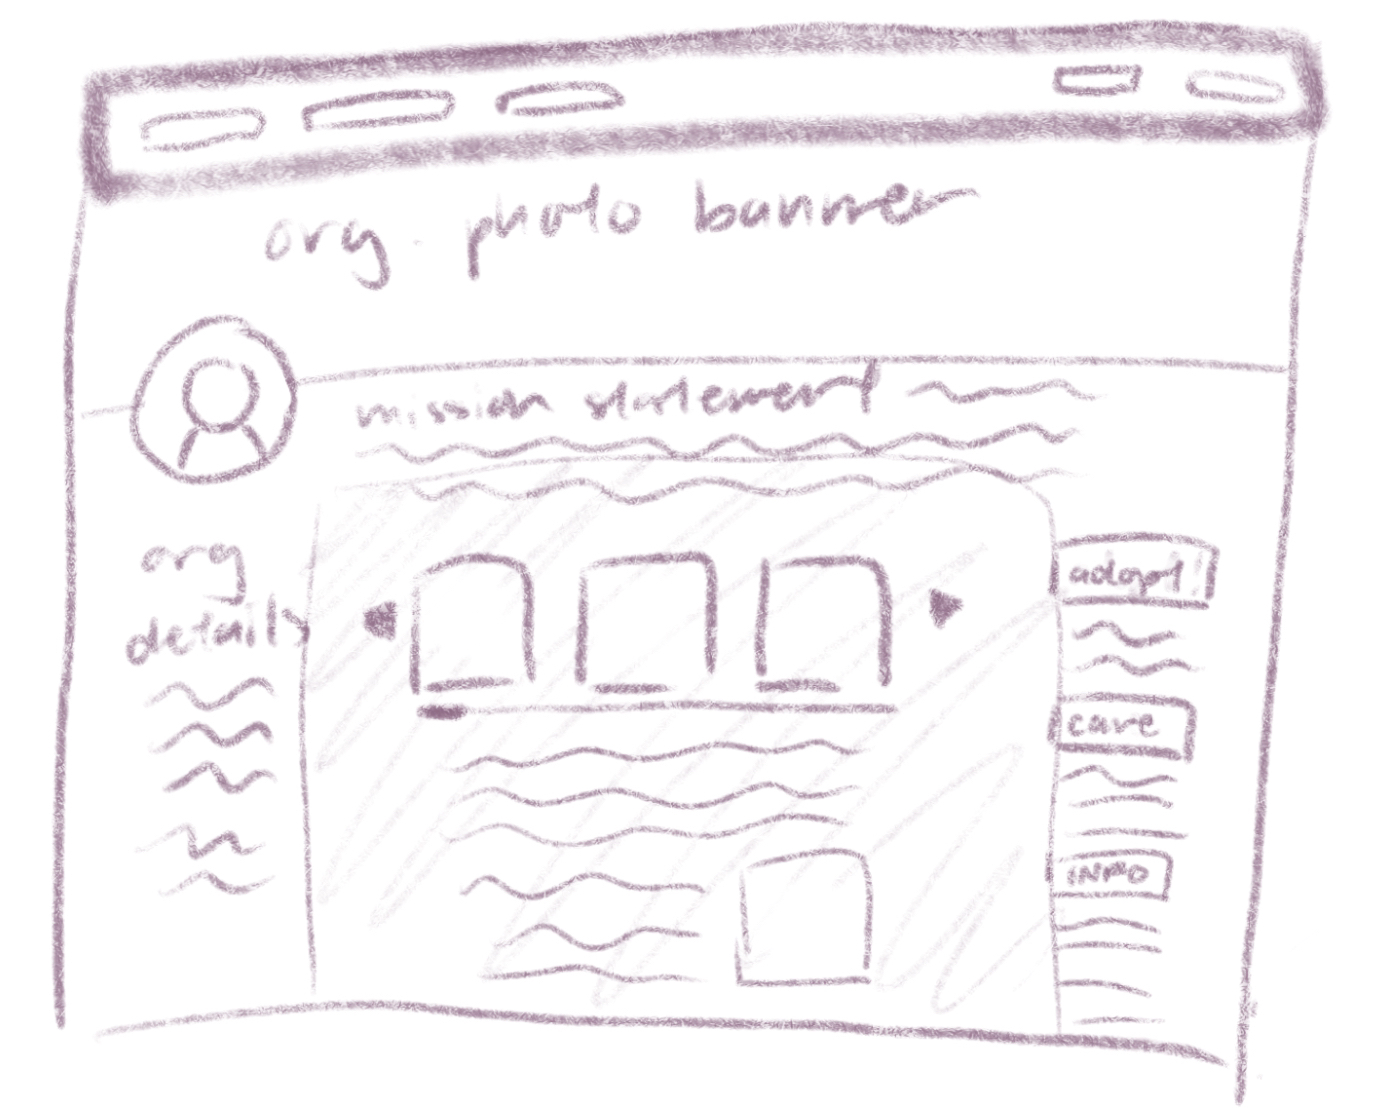 org. photo banner
mission statement
org
details
adopt!
care
INFO